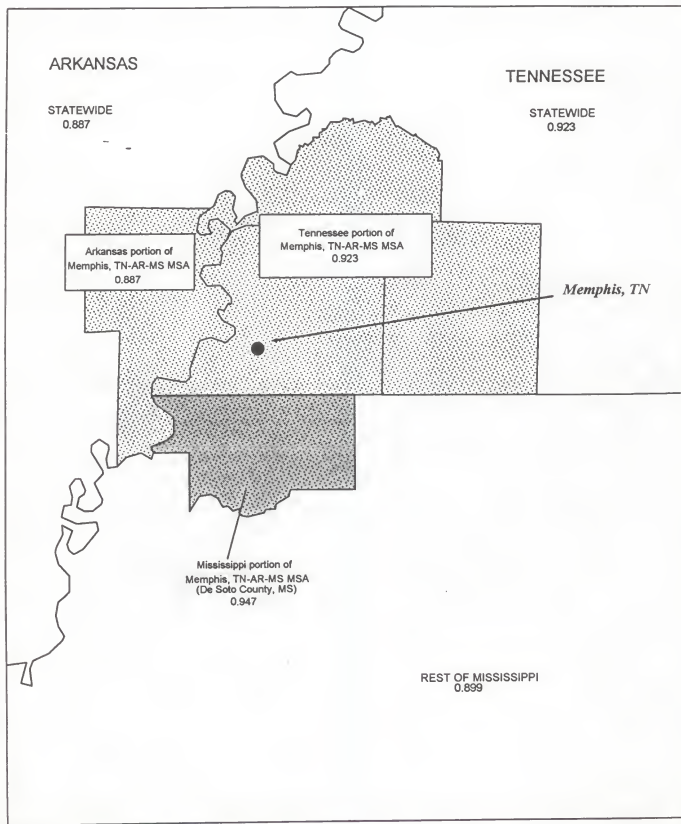 ARKANSAS
STATEWIDE
0.887
TENNESSEE
STATEWIDE
0.923
Arkansas portion of
Memphis, TN-AR-MS MSA
0.887
Tennessee portion of
Memphis, TN-AR-MS MSA
0.923
Memphis, TN
Mississippi portion of
Memphis, TN-AR-MS MSA
(De Soto County, MS)
0.947
REST OF MISSISSIPPI
0.899